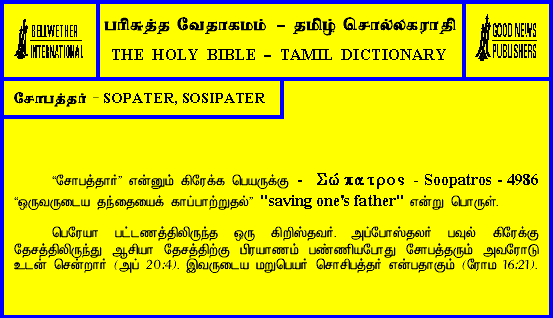 BELLWETHER
INTERNATIONAL
பரிசுத்த வேதாகமம் - தமிழ் சொல்லகராதி
THE HOLY BIBLE - TAMIL DICTIONARY
GOOD NEWS
PUBLISHERS
சோபத்தர் - SOPATER, SOSIPATER
“சோபத்தார்” என்னும் கிரேக்க பெயருக்கு - Σώπατρος - Soopatros - 4986
“ஒருவருடைய தந்தையைக் காப்பாற்றுதல்” "saving one's father" என்று பொருள்.
பெரேயா பட்டணத்திலிருந்த ஒரு கிறிஸ்தவர். அப்போஸ்தலர் பவுல் கிரேக்கு
தேசத்திலிருந்து ஆசியா தேசத்திற்கு பிரயாணம் பண்ணியபோது சோபத்தரும் அவரோடு
உடன் சென்றார் (அப் 20:4). இவருடைய மறுபெயர் சொசிபத்தர் என்பதாகும் (ரோம 16:21).